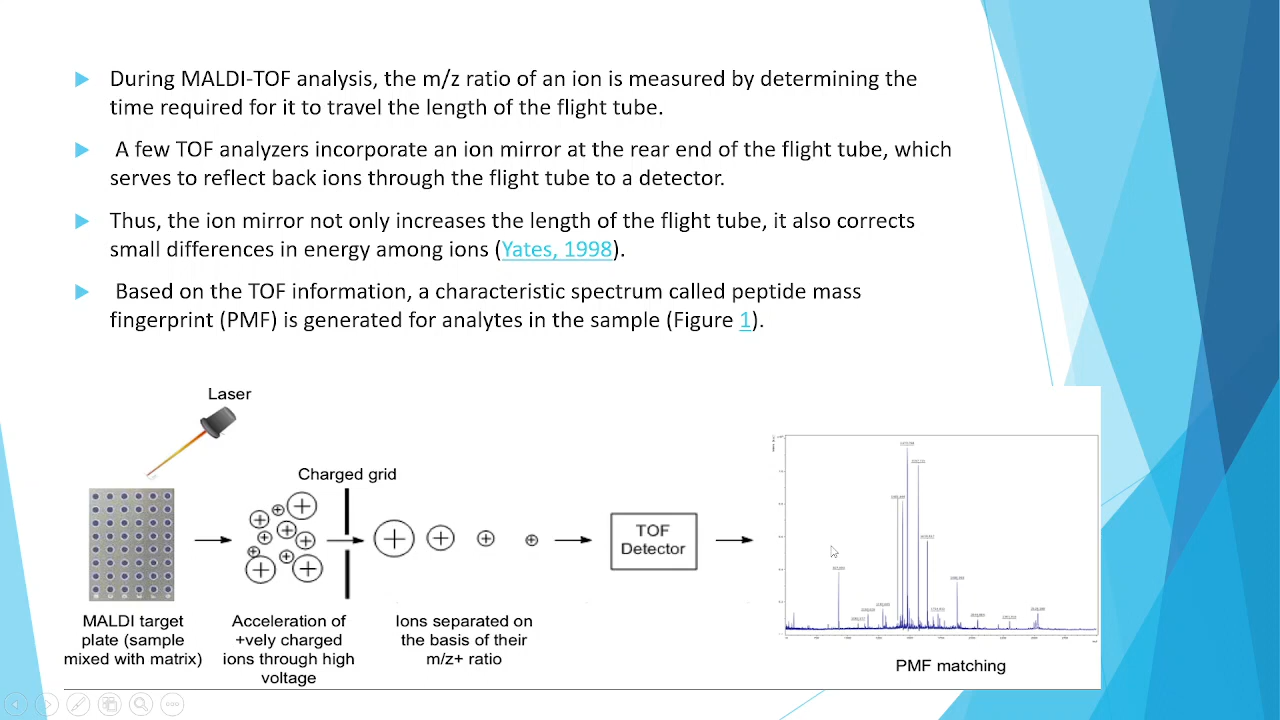 During MALDI-TOF analysis, the m/z ratio of an ion is measured by determining the
time required for it to travel the length of the flight tube.
A few TOF analyzers incorporate an ion mirror at the rear end of the flight tube, which
serves to reflect back ions through the flight tube to a detector.
Thus, the ion mirror not only increases the length of the flight tube, it also corrects
small differences in energy among ions (Yates, 1998).
Based on the TOF information, a characteristic spectrum called peptide mass
fingerprint (PMF) is generated for analytes in the sample (Figure 1).
Laser
Charged grid
TOF
Detector
MALDI target
plate (sample
mixed with matrix)
Acceleration of
+vely charged
ions through high
voltage
Ions separated on
the basis of their
m/z+ ratio
PMF matching